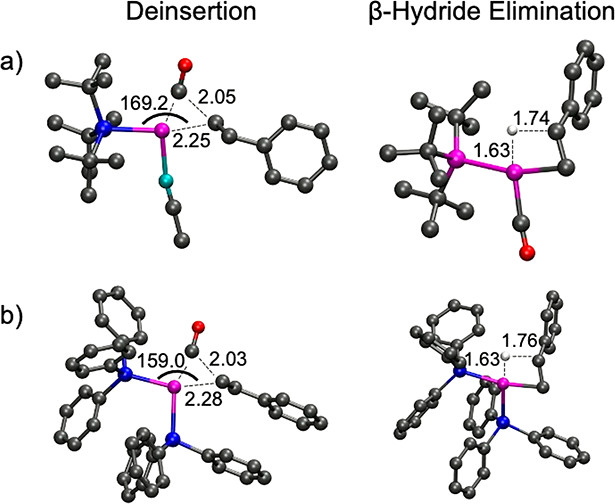 Deinsertion
β-Hydride Elimination
a)
169.2
2.05
2.25
1.74
1.63
b)
159.0
2.03
2.28
1.76
1.63